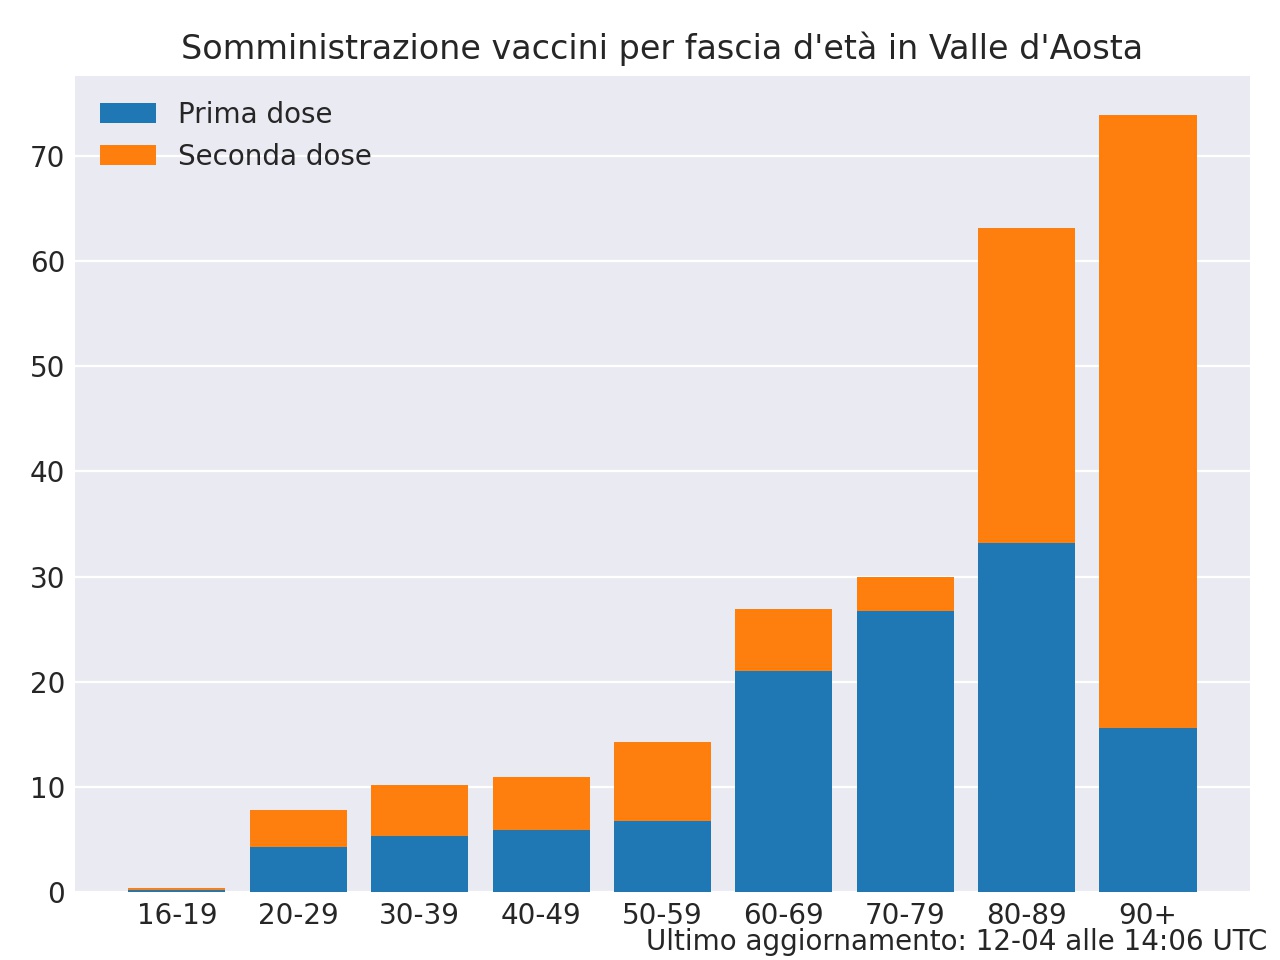 Somministrazione vaccini per fascia d'età in Valle d'Aosta
Prima dose
Seconda dose
70
60
50
40
30
20
10
0
16-19 20-29 30-39 40-49 50-59 60-69 70-79 80-89 90+
Ultimo aggiornamento: 12-04 alle 14:06 UTC